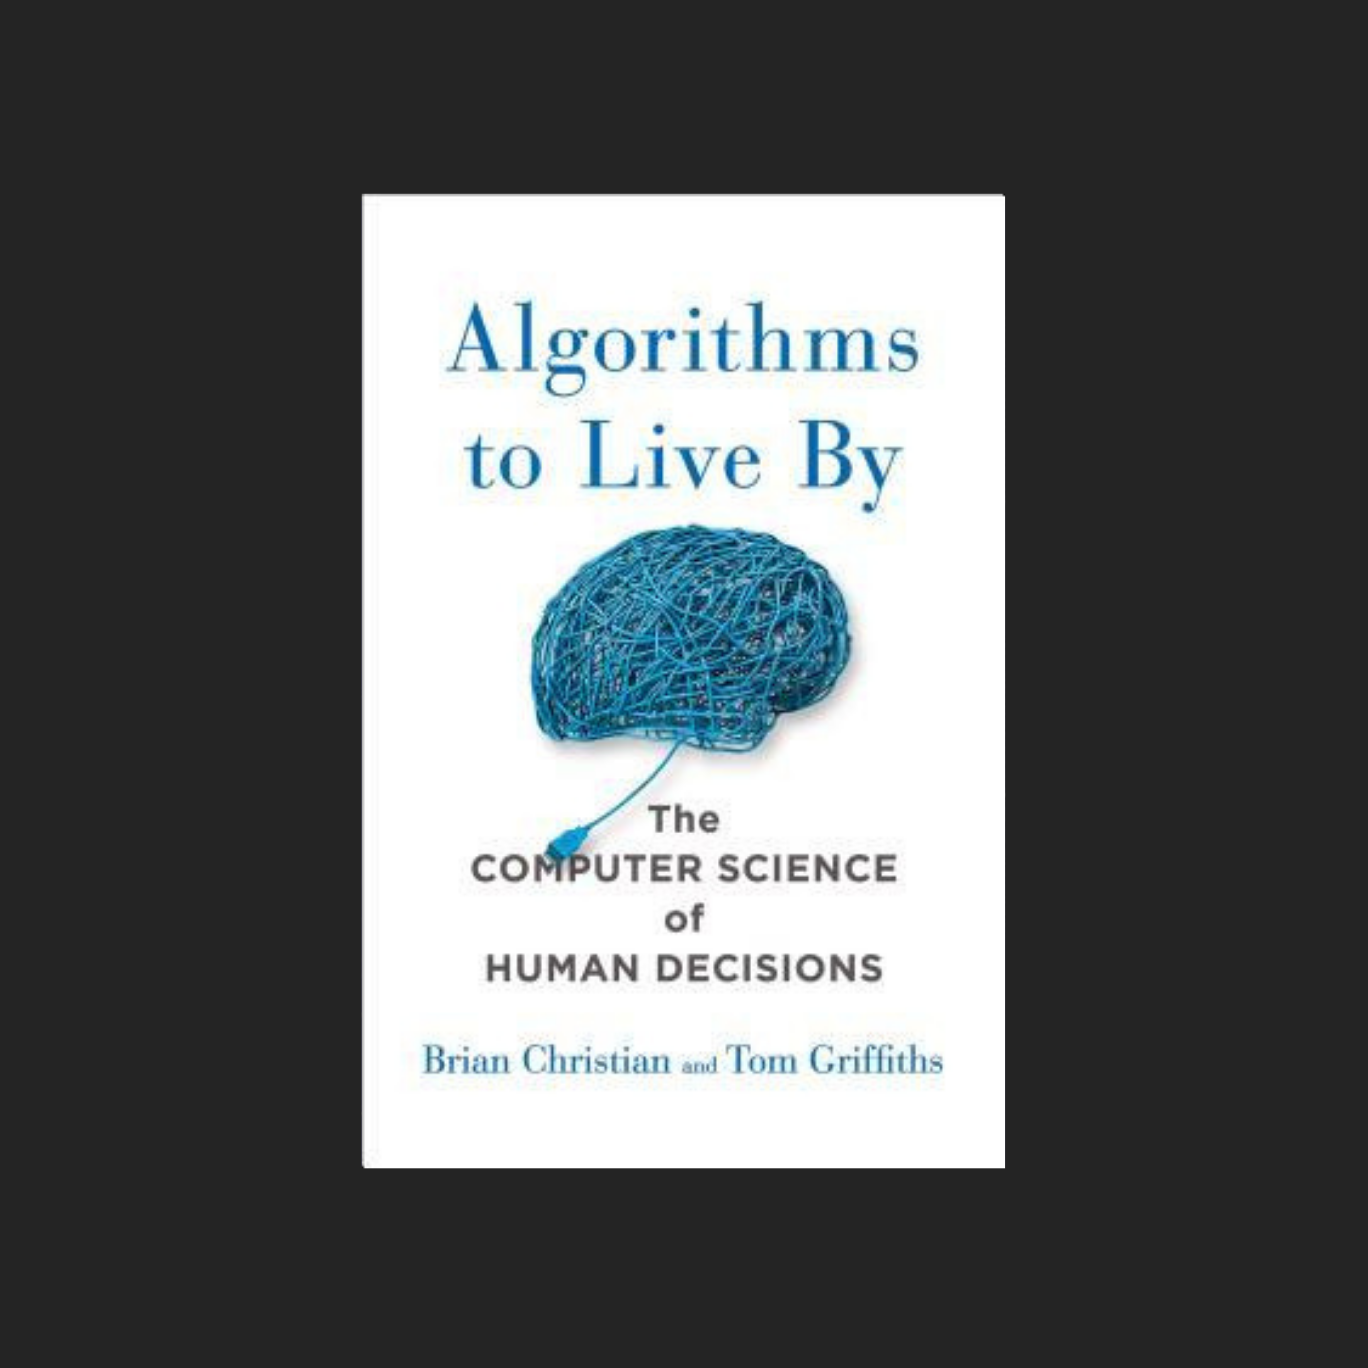 Algorithms
to Live By
The
COMPUTER SCIENCE
of
HUMAN DECISIONS
Brian Christian and Tom Griffiths